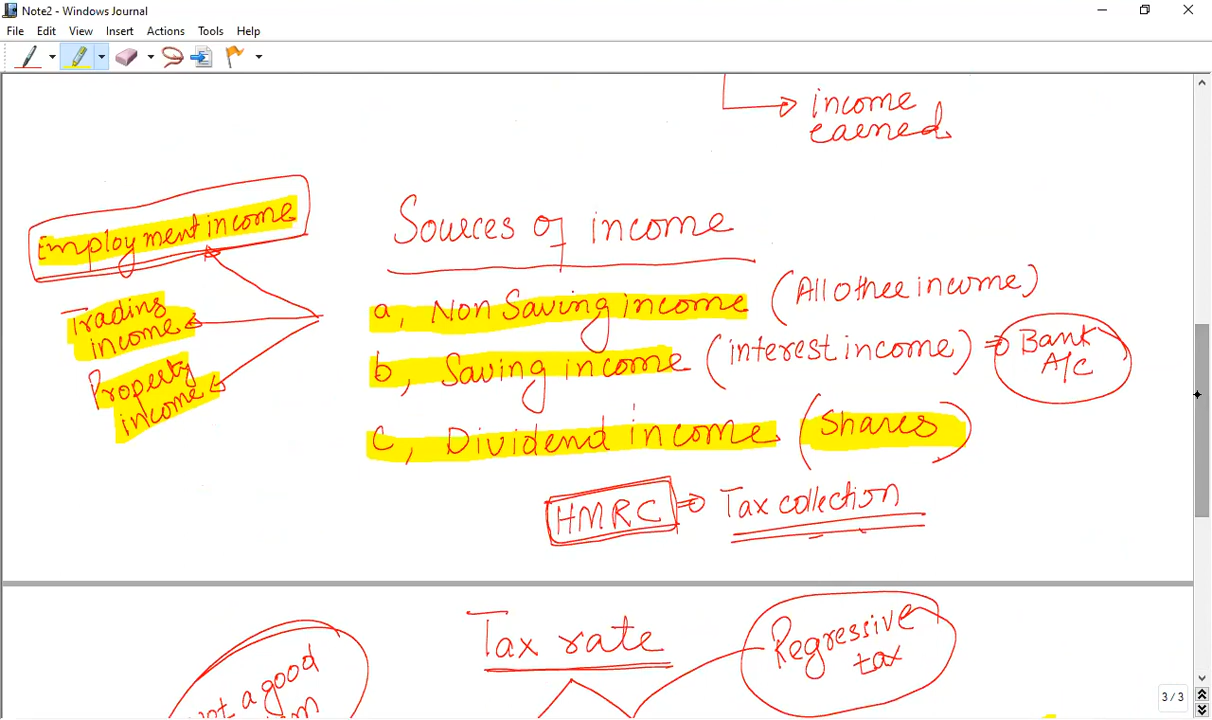 Note2 - Windows Journal
File Edit View Insert Actions Tools Help
income
earned
Employment income
Sources of income
Trading
income
Property
income
a, Non Saving income (All other income)
b, Saving income (interest income) ⇒ Bank
A/c
c, Dividend income (Shares)
HMRC ⇒ Tax collection
3 / 3
Tax rate
Regressive
tax
not a good